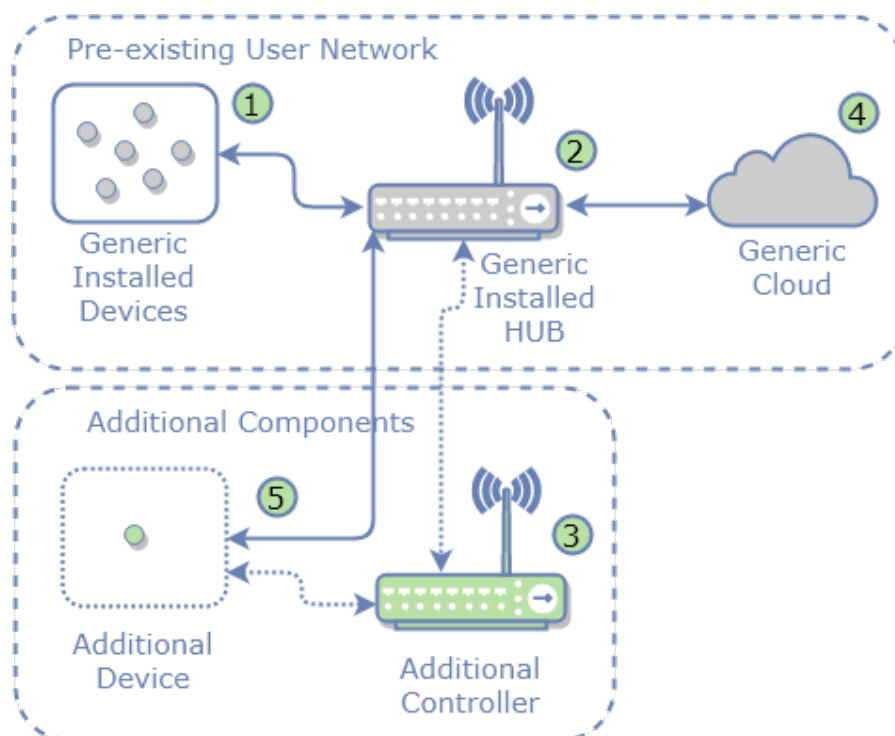 Pre-existing User Network
1
2
4
Generic
Installed
Devices
Generic
Installed
HUB
Generic
Cloud
Additional Components
5
3
Additional
Device
Additional
Controller